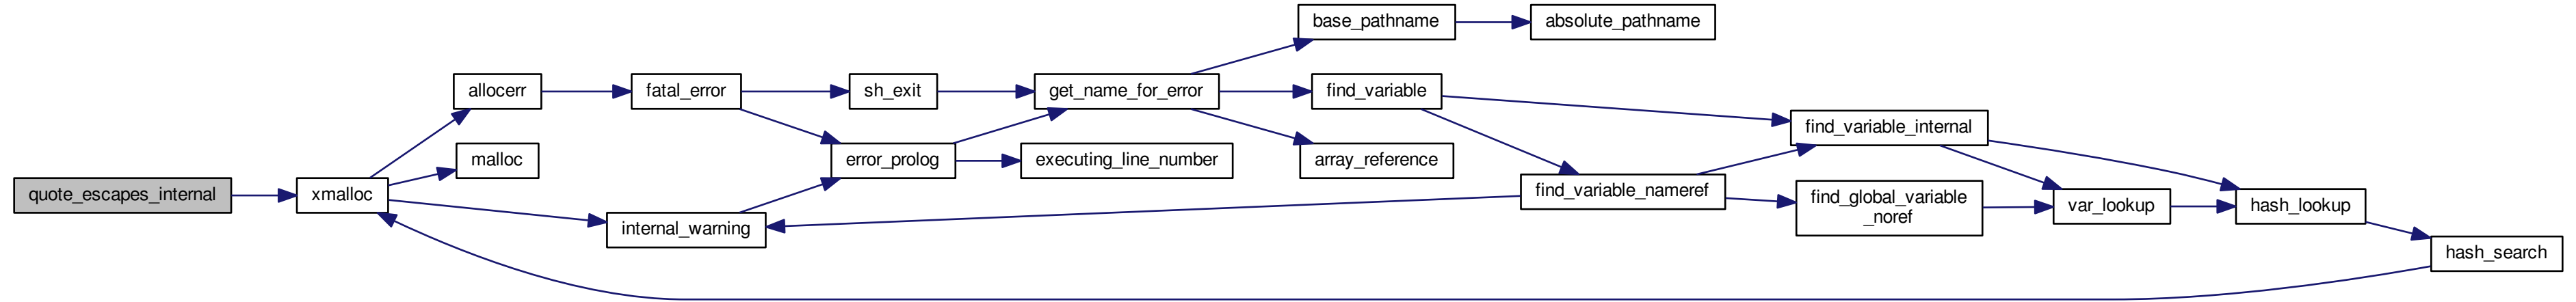 quote_escapes_internal
xmalloc
allocerr
malloc
internal_warning
fatal_error
sh_exit
error_prolog
get_name_for_error
executing_line_number
base_pathname
absolute_pathname
find_variable
array_reference
find_variable_nameref
find_variable_internal
find_global_variable
_noref
var_lookup
hash_lookup
hash_search